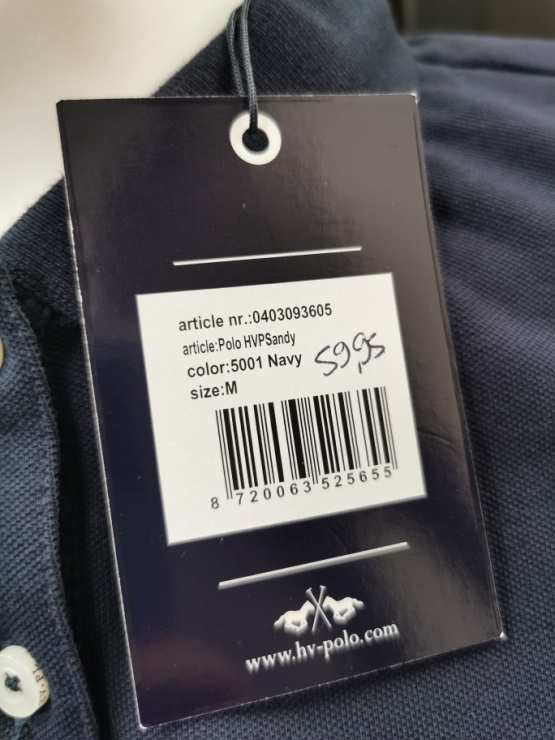 article nr.:0403093605
article:Polo HVPSandy
color:5001 Navy
59,95
size:M
8 720063 525655
www.hv-polo.com